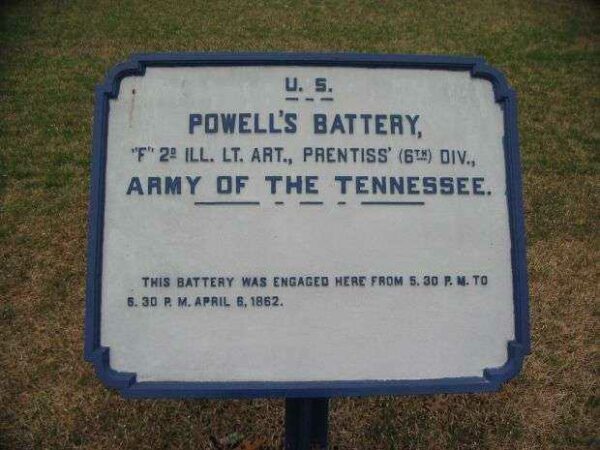 U. S.
POWELL'S BATTERY,
"F" 2D ILL. LT. ART., PRENTISS' (6TH) DIV.,
ARMY OF THE TENNESSEE.
THIS BATTERY WAS ENGAGED HERE FROM 5. 30 P. M. TO
6. 30 P. M. APRIL 6, 1862.